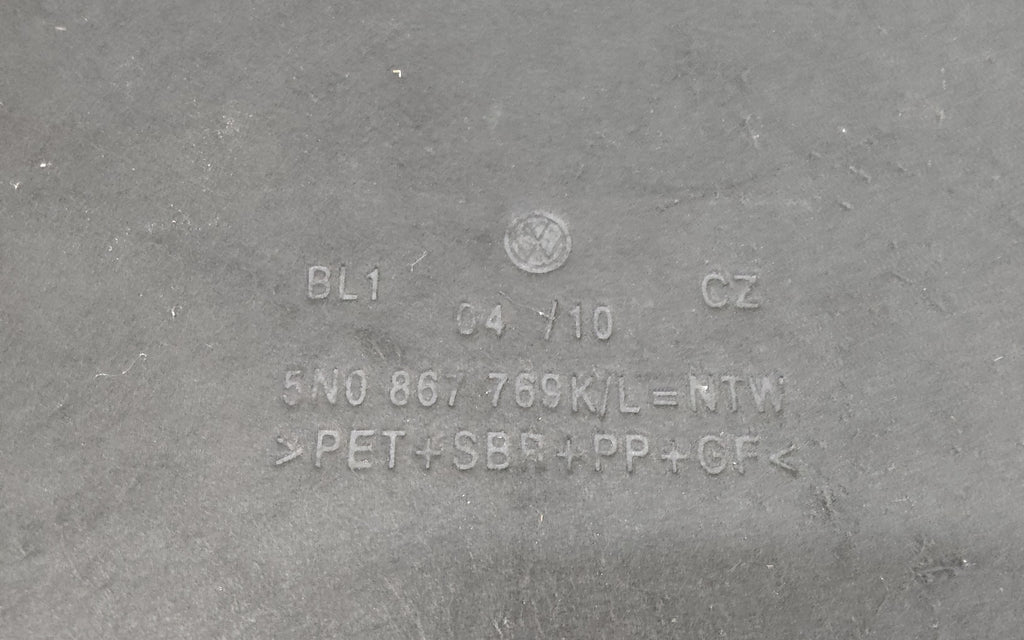 BL1 CZ
04 /10
5N0 867 769K/L=NTW
>PET+SBR+PP+GF<